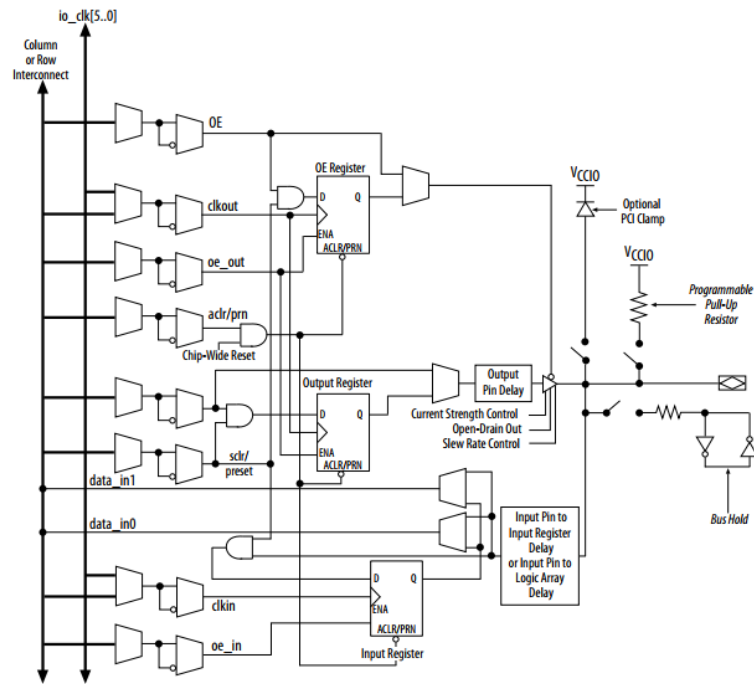 io_clk[5..0]
Column
or Row
Interconnect
OE
OE Register
D
Q
ENA
ACLR/PRN
clkout
oe_out
aclr/prn
Chip-Wide Reset
VCCIO
Optional
PCI Clamp
VCCIO
Programmable
Pull-Up
Resistor
Output Register
D
Q
ENA
ACLR/PRN
Output
Pin Delay
Current Strength Control
Open-Drain Out
Slew Rate Control
sclr/
preset
data_in1
data_in0
Bus Hold
Input Pin to
Input Register
Delay
or Input Pin to
Logic Array
Delay
D
Q
ENA
ACLR/PRN
Input Register
clkin
oe_in